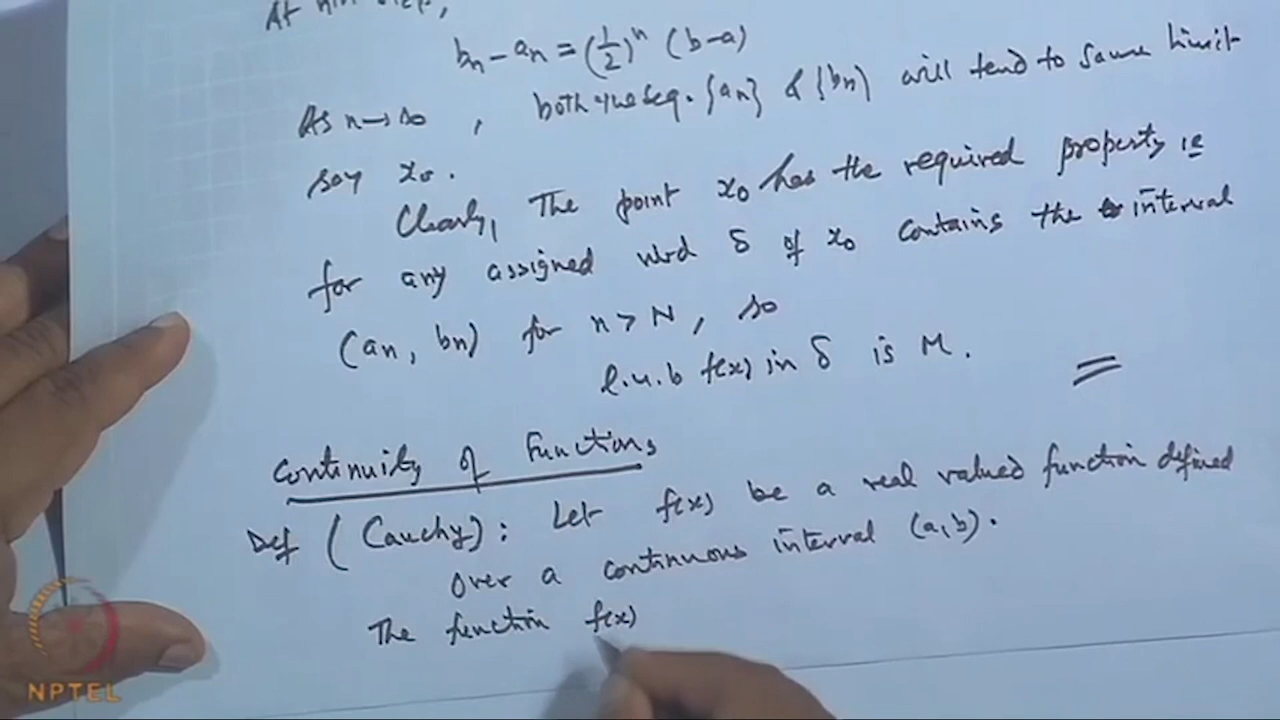 At nth step,
bn - an = (1/2)^n (b-a)
As n→∞, both the seq. {an} & {bn} will tend to same limit
say x0.
Clearly, The point x0 has the required property ie
for any assigned nbd δ of x0 contains the interval
(an, bn) for n > N, so
l.u.b f(x) in δ is M.
Continuity of Functions
Def (Cauchy): Let f(x) be a real valued function defined
over a continuous interval (a,b).
The function f(x)
NPTEL